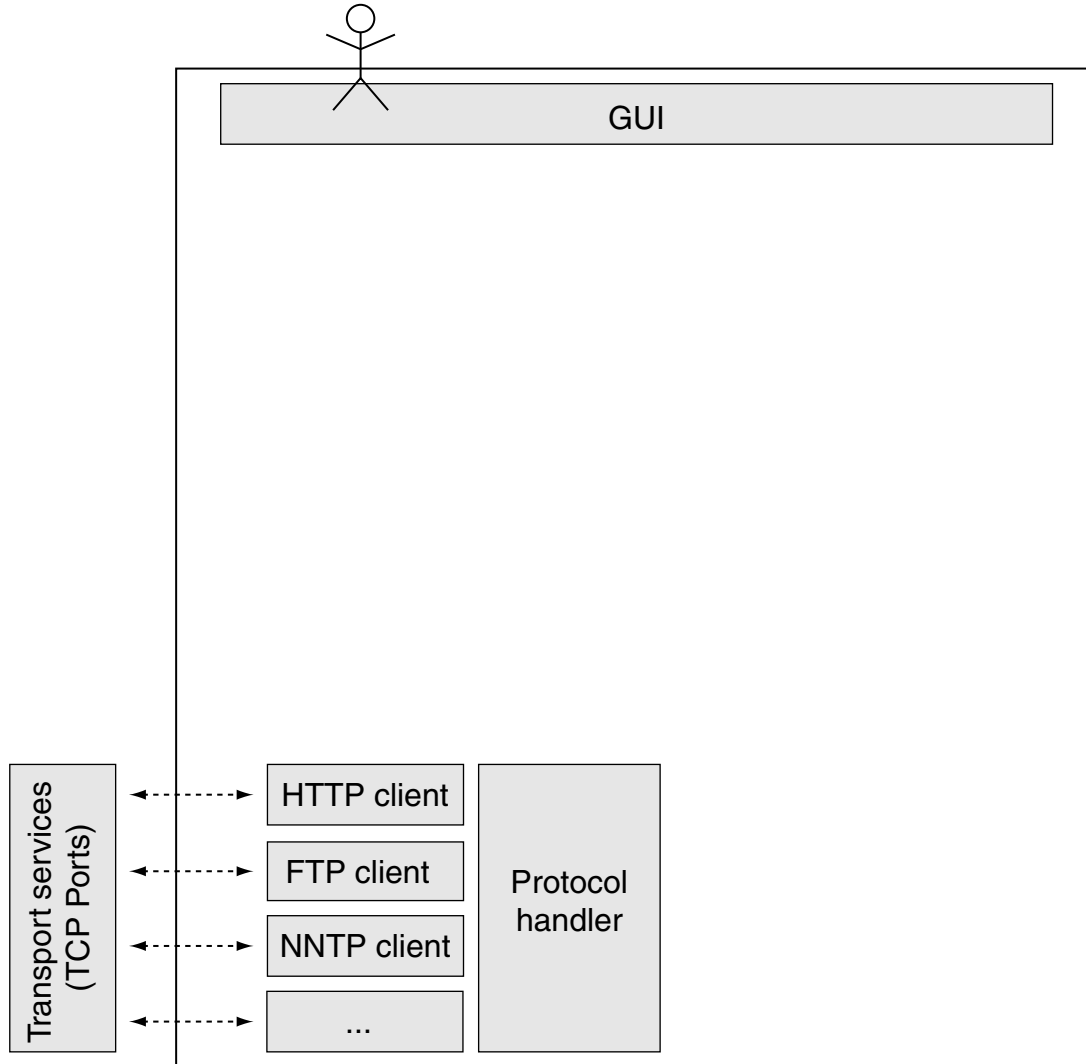 GUI
Transport services
(TCP Ports)
HTTP client
FTP client
NNTP client
...
Protocol
handler